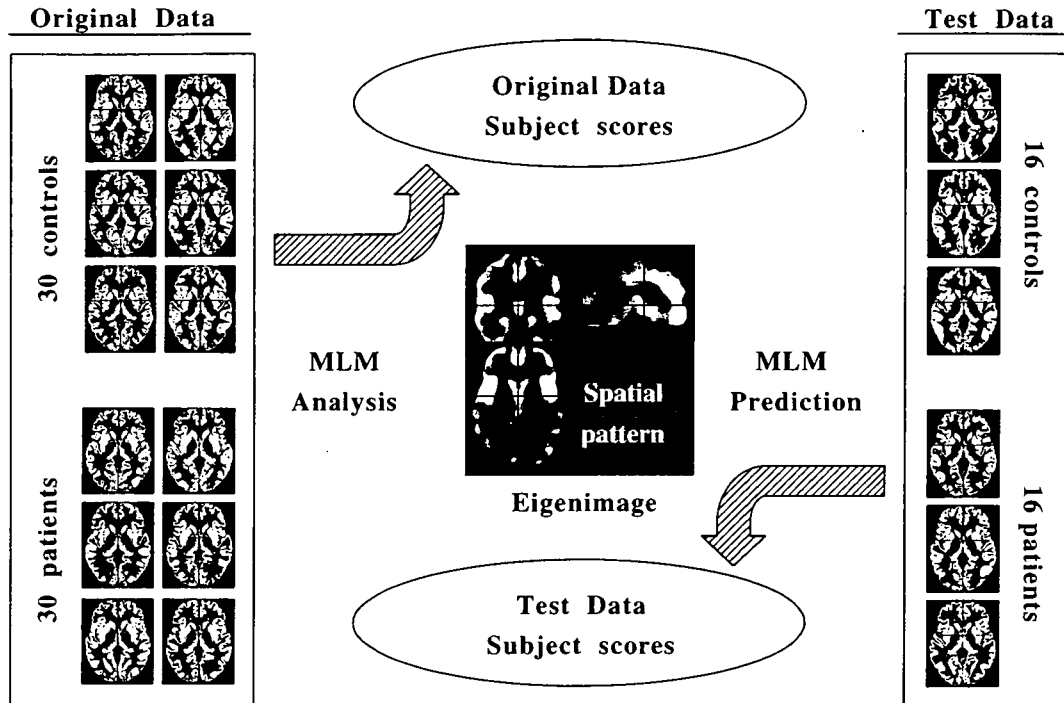 Original Data
30 controls
30 patients
Original Data
Subject scores
MLM
Analysis
Spatial
pattern
Eigenimage
MLM
Prediction
Test Data
Subject scores
Test Data
16 controls
16 patients